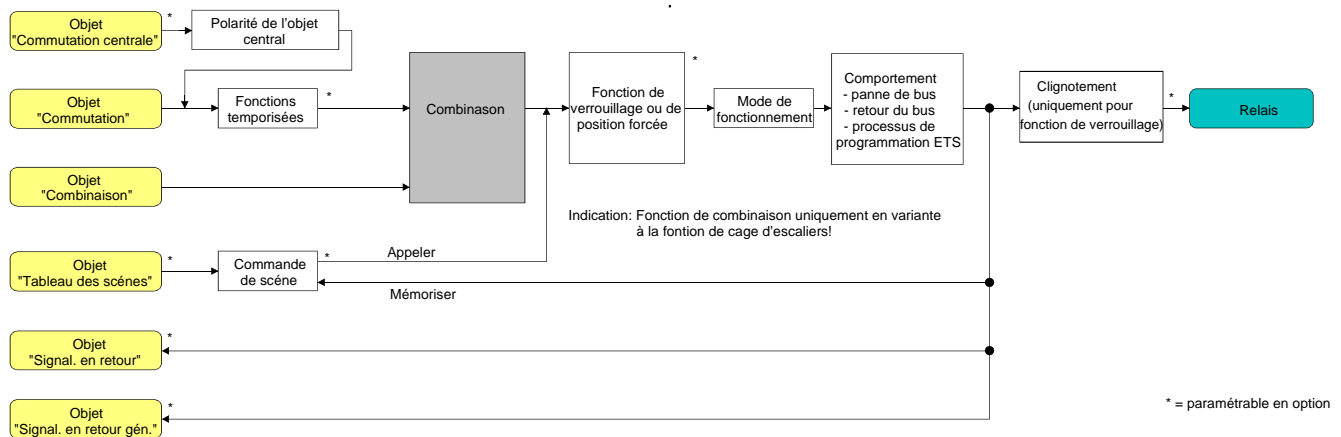 Objet
"Commutation centrale"
*
Polarité de l'objet
central
Objet
"Commutation"
Fonctions
temporisées
*
Combinason
Fonction de
verrouillage ou de
position forcée
*
Mode de
fonctionnement
Comportement
- panne de bus
- retour du bus
- processus de
programmation ETS
Clignotement
(uniquement pour
fonction de verrouillage)
*
Relais
Objet
"Combinaison"
Indication: Fonction de combinaison uniquement en variante
à la fontion de cage d'escaliers!
Objet
"Tableau des scénes"
*
Commande
de scéne
*
Appeler
Mémoriser
Objet
"Signal. en retour"
*
Objet
"Signal. en retour gén."
*
* = paramétrable en option